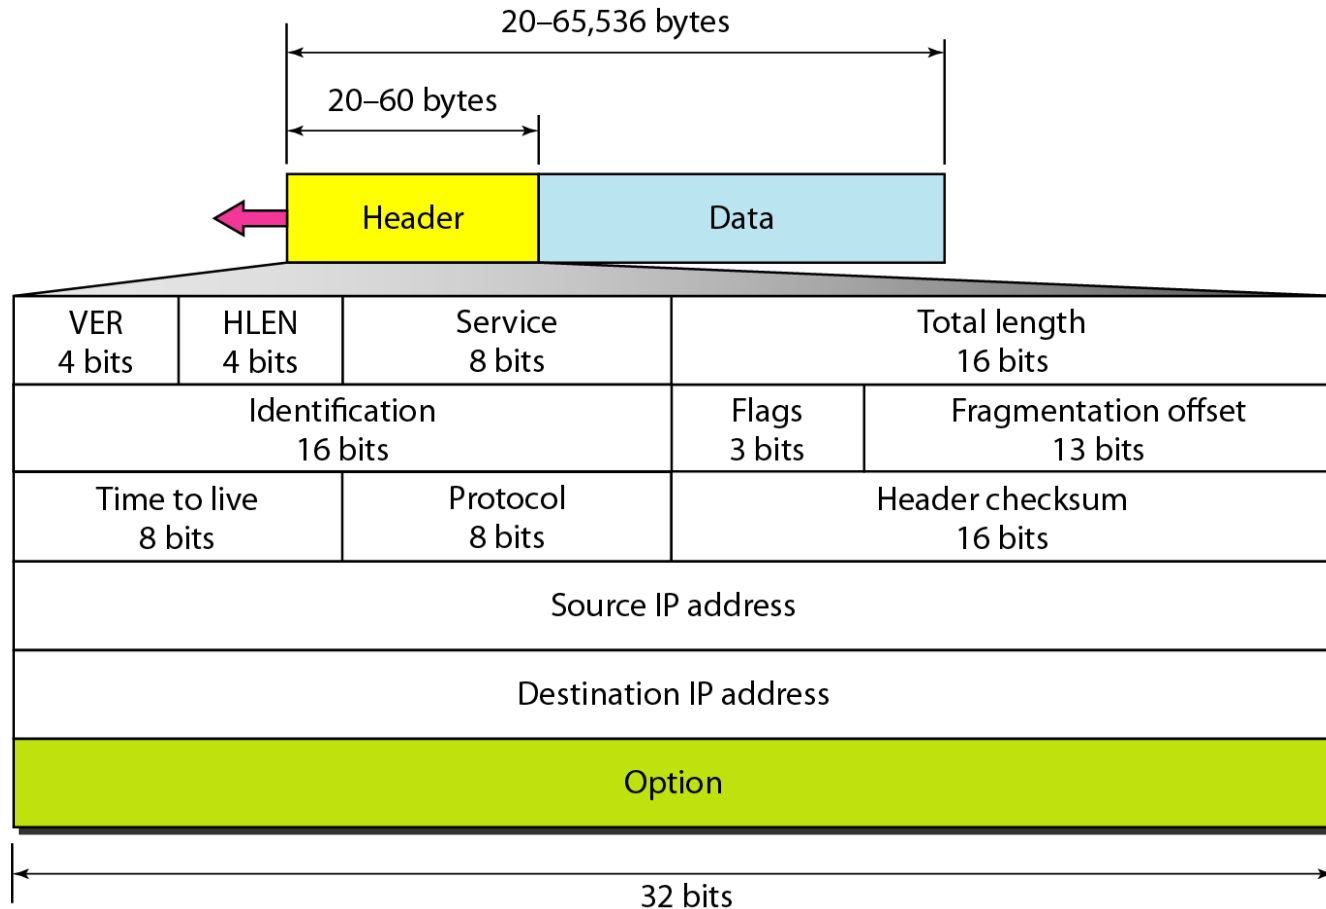 20–65,536 bytes
20–60 bytes
Header
Data
VER
4 bits
HLEN
4 bits
Service
8 bits
Total length
16 bits
Identification
16 bits
Flags
3 bits
Fragmentation offset
13 bits
Time to live
8 bits
Protocol
8 bits
Header checksum
16 bits
Source IP address
Destination IP address
Option
32 bits